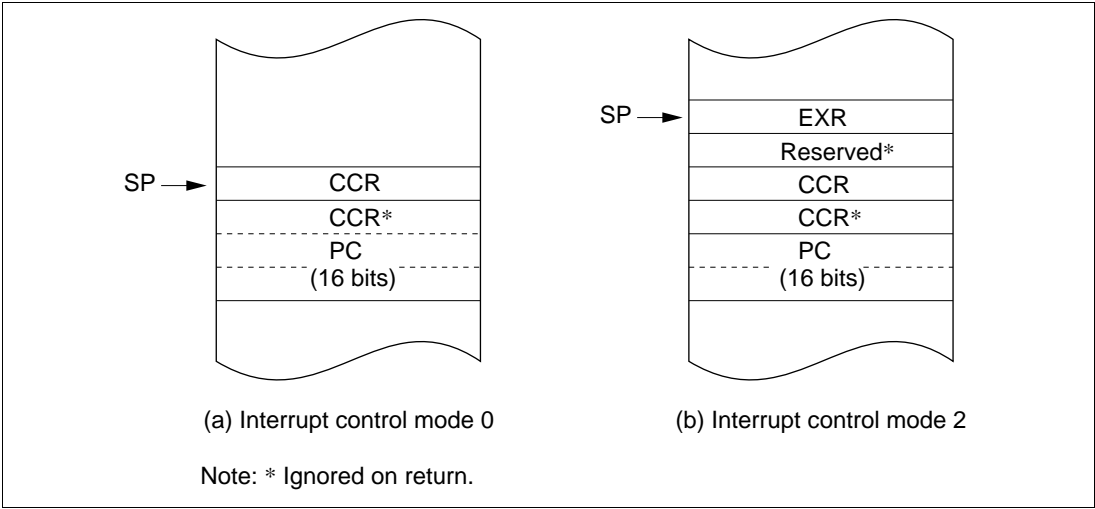 SP
CCR
CCR*
PC
(16 bits)
(a) Interrupt control mode 0
SP
EXR
Reserved*
CCR
CCR*
PC
(16 bits)
(b) Interrupt control mode 2
Note: * Ignored on return.